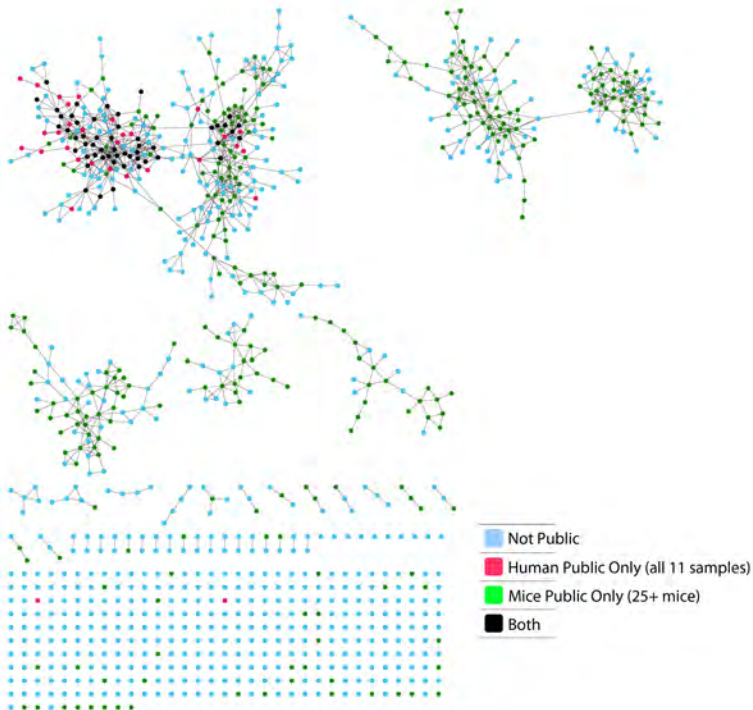 Not Public
Human Public Only (all 11 samples)
Mice Public Only (25+ mice)
Both